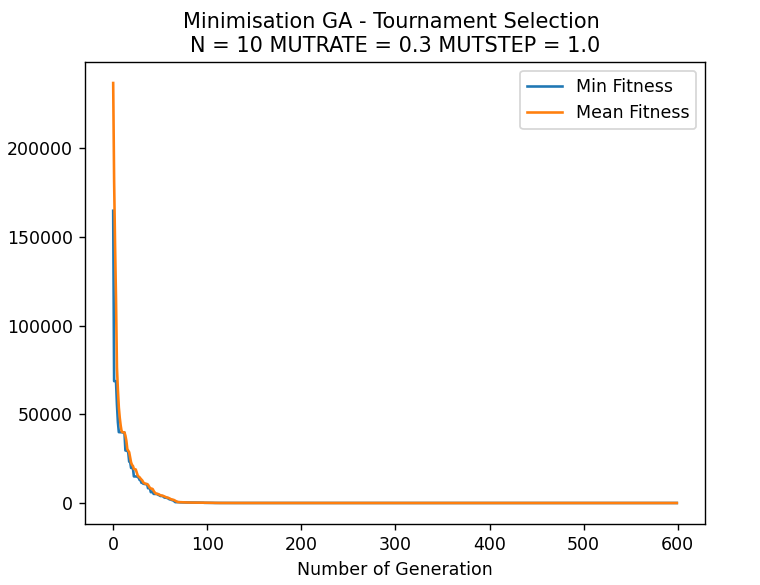 Minimisation GA - Tournament Selection
N = 10 MUTRATE = 0.3 MUTSTEP = 1.0
Min Fitness
Mean Fitness
200000
150000
100000
50000
0
0 100 200 300 400 500 600
Number of Generation